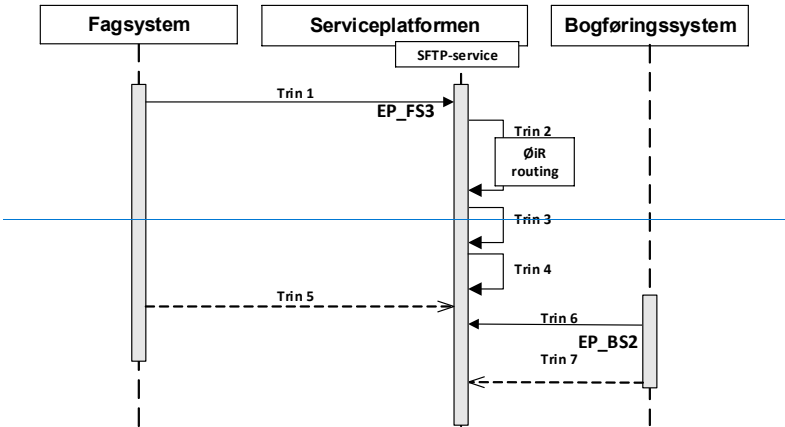 Fagsystem
Serviceplatformen
Bogføringssystem
SFTP-service
Trin 1
EP_FS3
Trin 2
ØiR
routing
Trin 3
Trin 4
Trin 5
Trin 6
EP_BS2
Trin 7